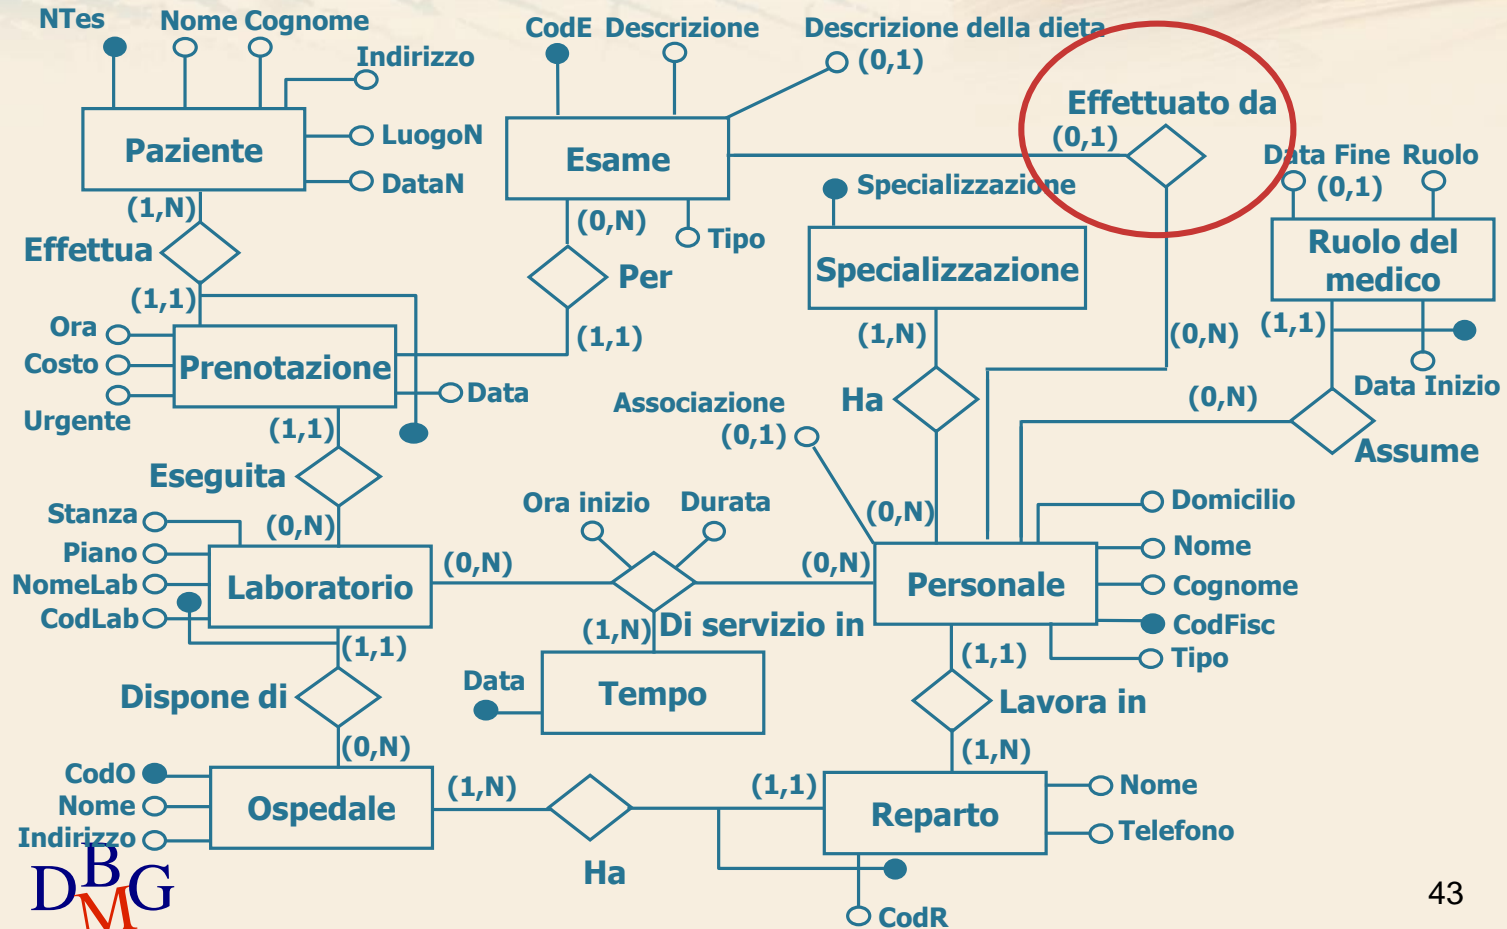 NTes
Nome Cognome
CodE Descrizione
Descrizione della dieta
(0,1)
Indirizzo
Effettuato da
(0,1)
Paziente
LuogoN
DataN
Esame
Data Fine Ruolo
(0,1)
Specializzazione
(1,N)
(0,N)
Tipo
Effettua
Per
Specializzazione
Ruolo del
medico
(1,1)
Ora
Costo
Urgente
Prenotazione
(1,1)
Data
(1,N)
(0,N)
(1,1)
Data Inizio
Associazione
(0,1)
Ha
(0,N)
Assume
(1,1)
Eseguita
Stanza
Piano
NomeLab
CodLab
(0,N)
Ora inizio
Durata
(0,N)
Domicilio
Nome
Cognome
CodFisc
Tipo
Laboratorio
(0,N)
(0,N)
Personale
(1,1)
(1,N)
Di servizio in
(1,1)
Dispone di
Data
Tempo
Lavora in
(0,N)
(1,N)
CodO
Nome
Indirizzo
Ospedale
(1,N)
(1,1)
Reparto
Nome
Telefono
Ha
CodR
DBMG
43